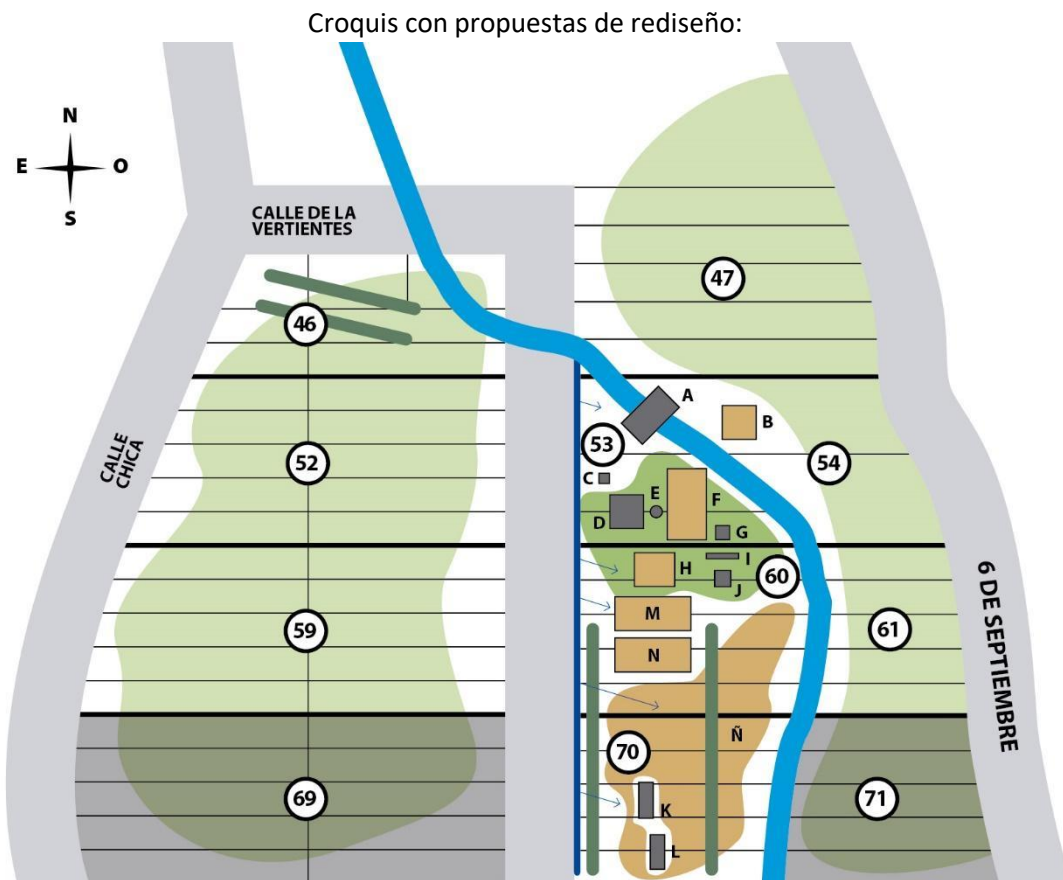 Croquis con propuestas de rediseño:
N
E O
S
CALLE DE LA
VERTIENTES
47
46
A
B
CALLE
CHICA
53
52
54
C
E
F
D
G
I
H
60
J
6 DE SEPTIEMBRE
M
59
61
N
Ñ
70
69
71
K
L